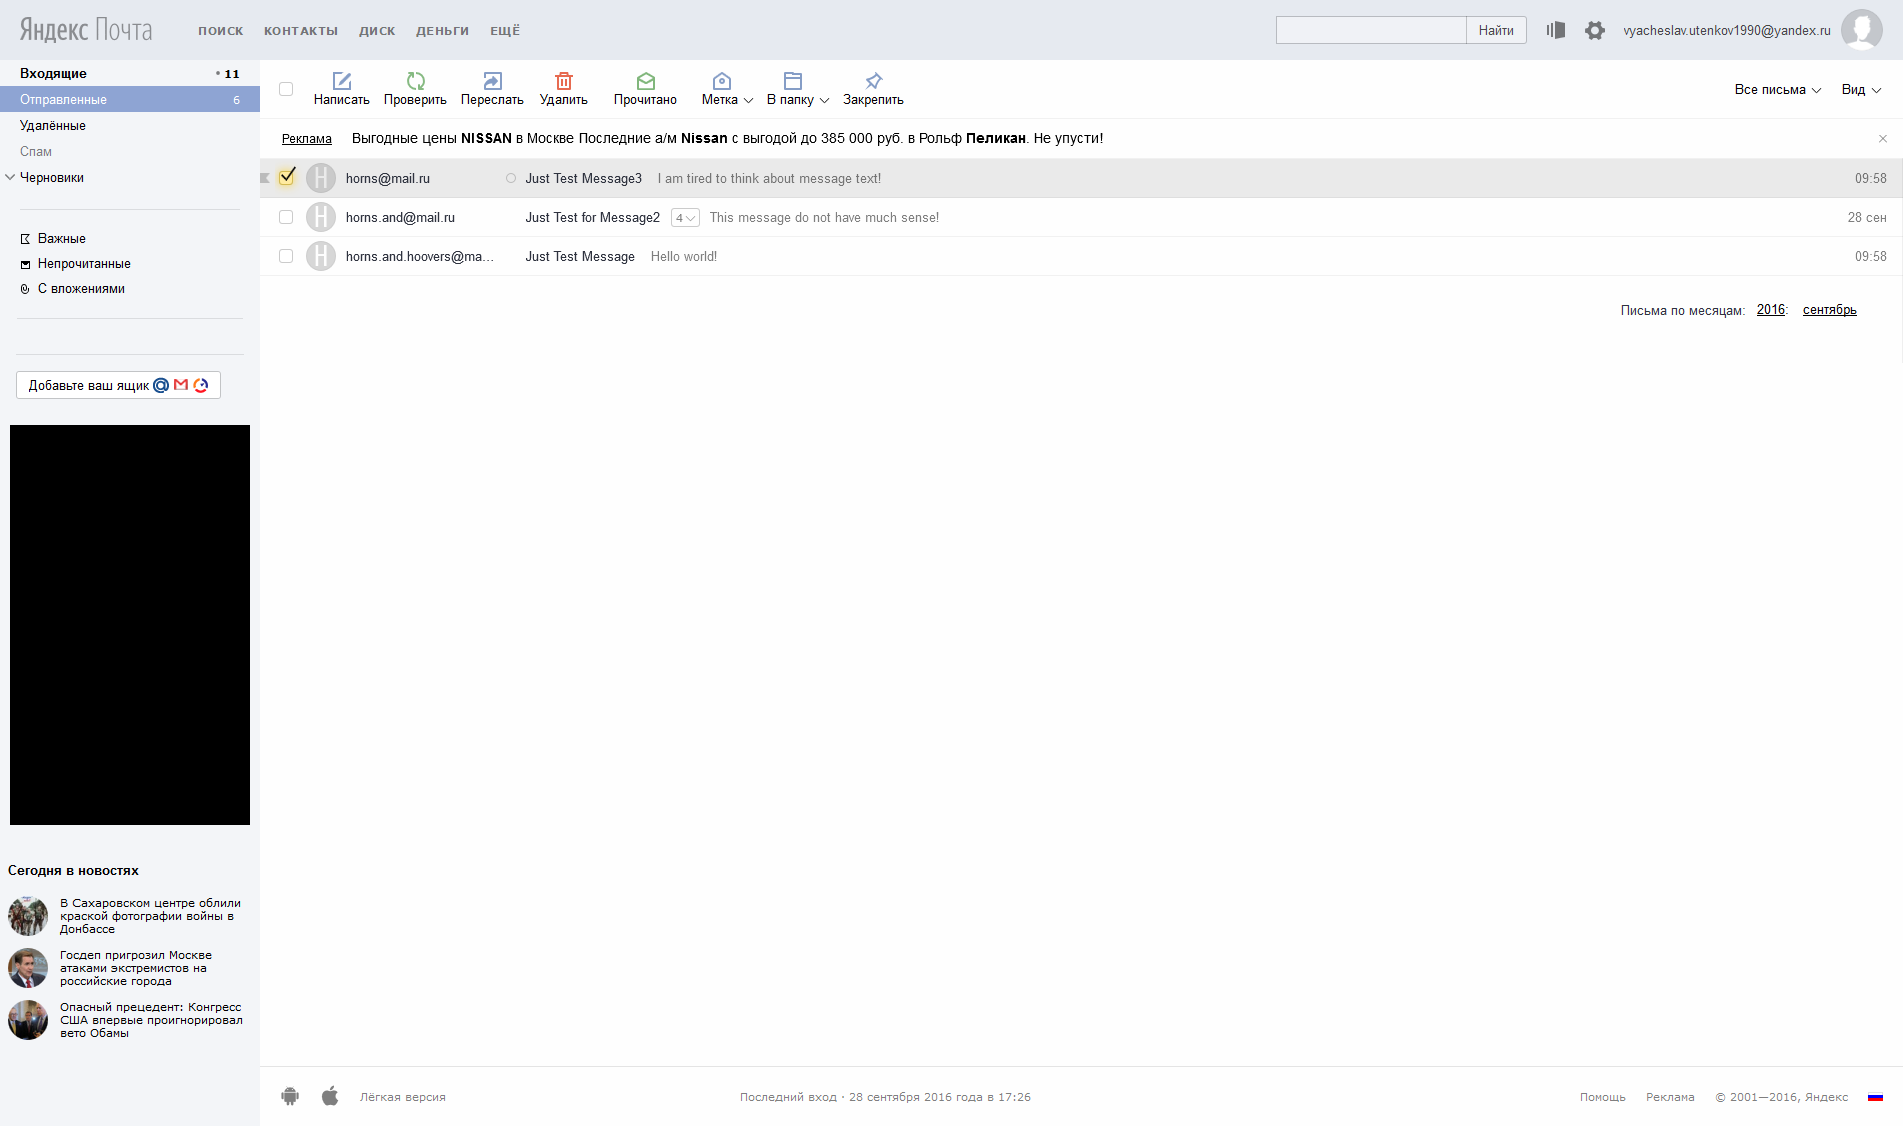 Яндекс Почта
ПОИСК КОНТАКТЫ ДИСК ДЕНЬГИ ЕЩЁ
Найти
vyacheslav.utenkov1990@yandex.ru
Входящие • 11
Отправленные 6
Удалённые
Спам
Черновики
Важные
Непрочитанные
С вложениями
Добавьте ваш ящик @ M
Сегодня в новостях
В Сахаровском центре облили
краской фотографии войны в
Донбассе
Госдеп пригрозил Москве
атаками экстремистов на
российские города
Опасный прецедент: Конгресс
США впервые проигнорировал
вето Обамы
Написать Проверить Переслать Удалить Прочитано Метка В папку Закрепить
Все письма Вид
Реклама Выгодные цены NISSAN в Москве Последние а/м Nissan с выгодой до 385 000 руб. в Рольф Пеликан. Не упусти!
H horns@mail.ru Just Test Message3 I am tired to think about message text! 09:58
H horns.and@mail.ru Just Test for Message2 4 This message do not have much sense! 28 сен
H horns.and.hoovers@ma... Just Test Message Hello world! 09:58
Письма по месяцам: 2016: сентябрь
Лёгкая версия
Последний вход · 28 сентября 2016 года в 17:26
Помощь Реклама © 2001—2016, Яндекс